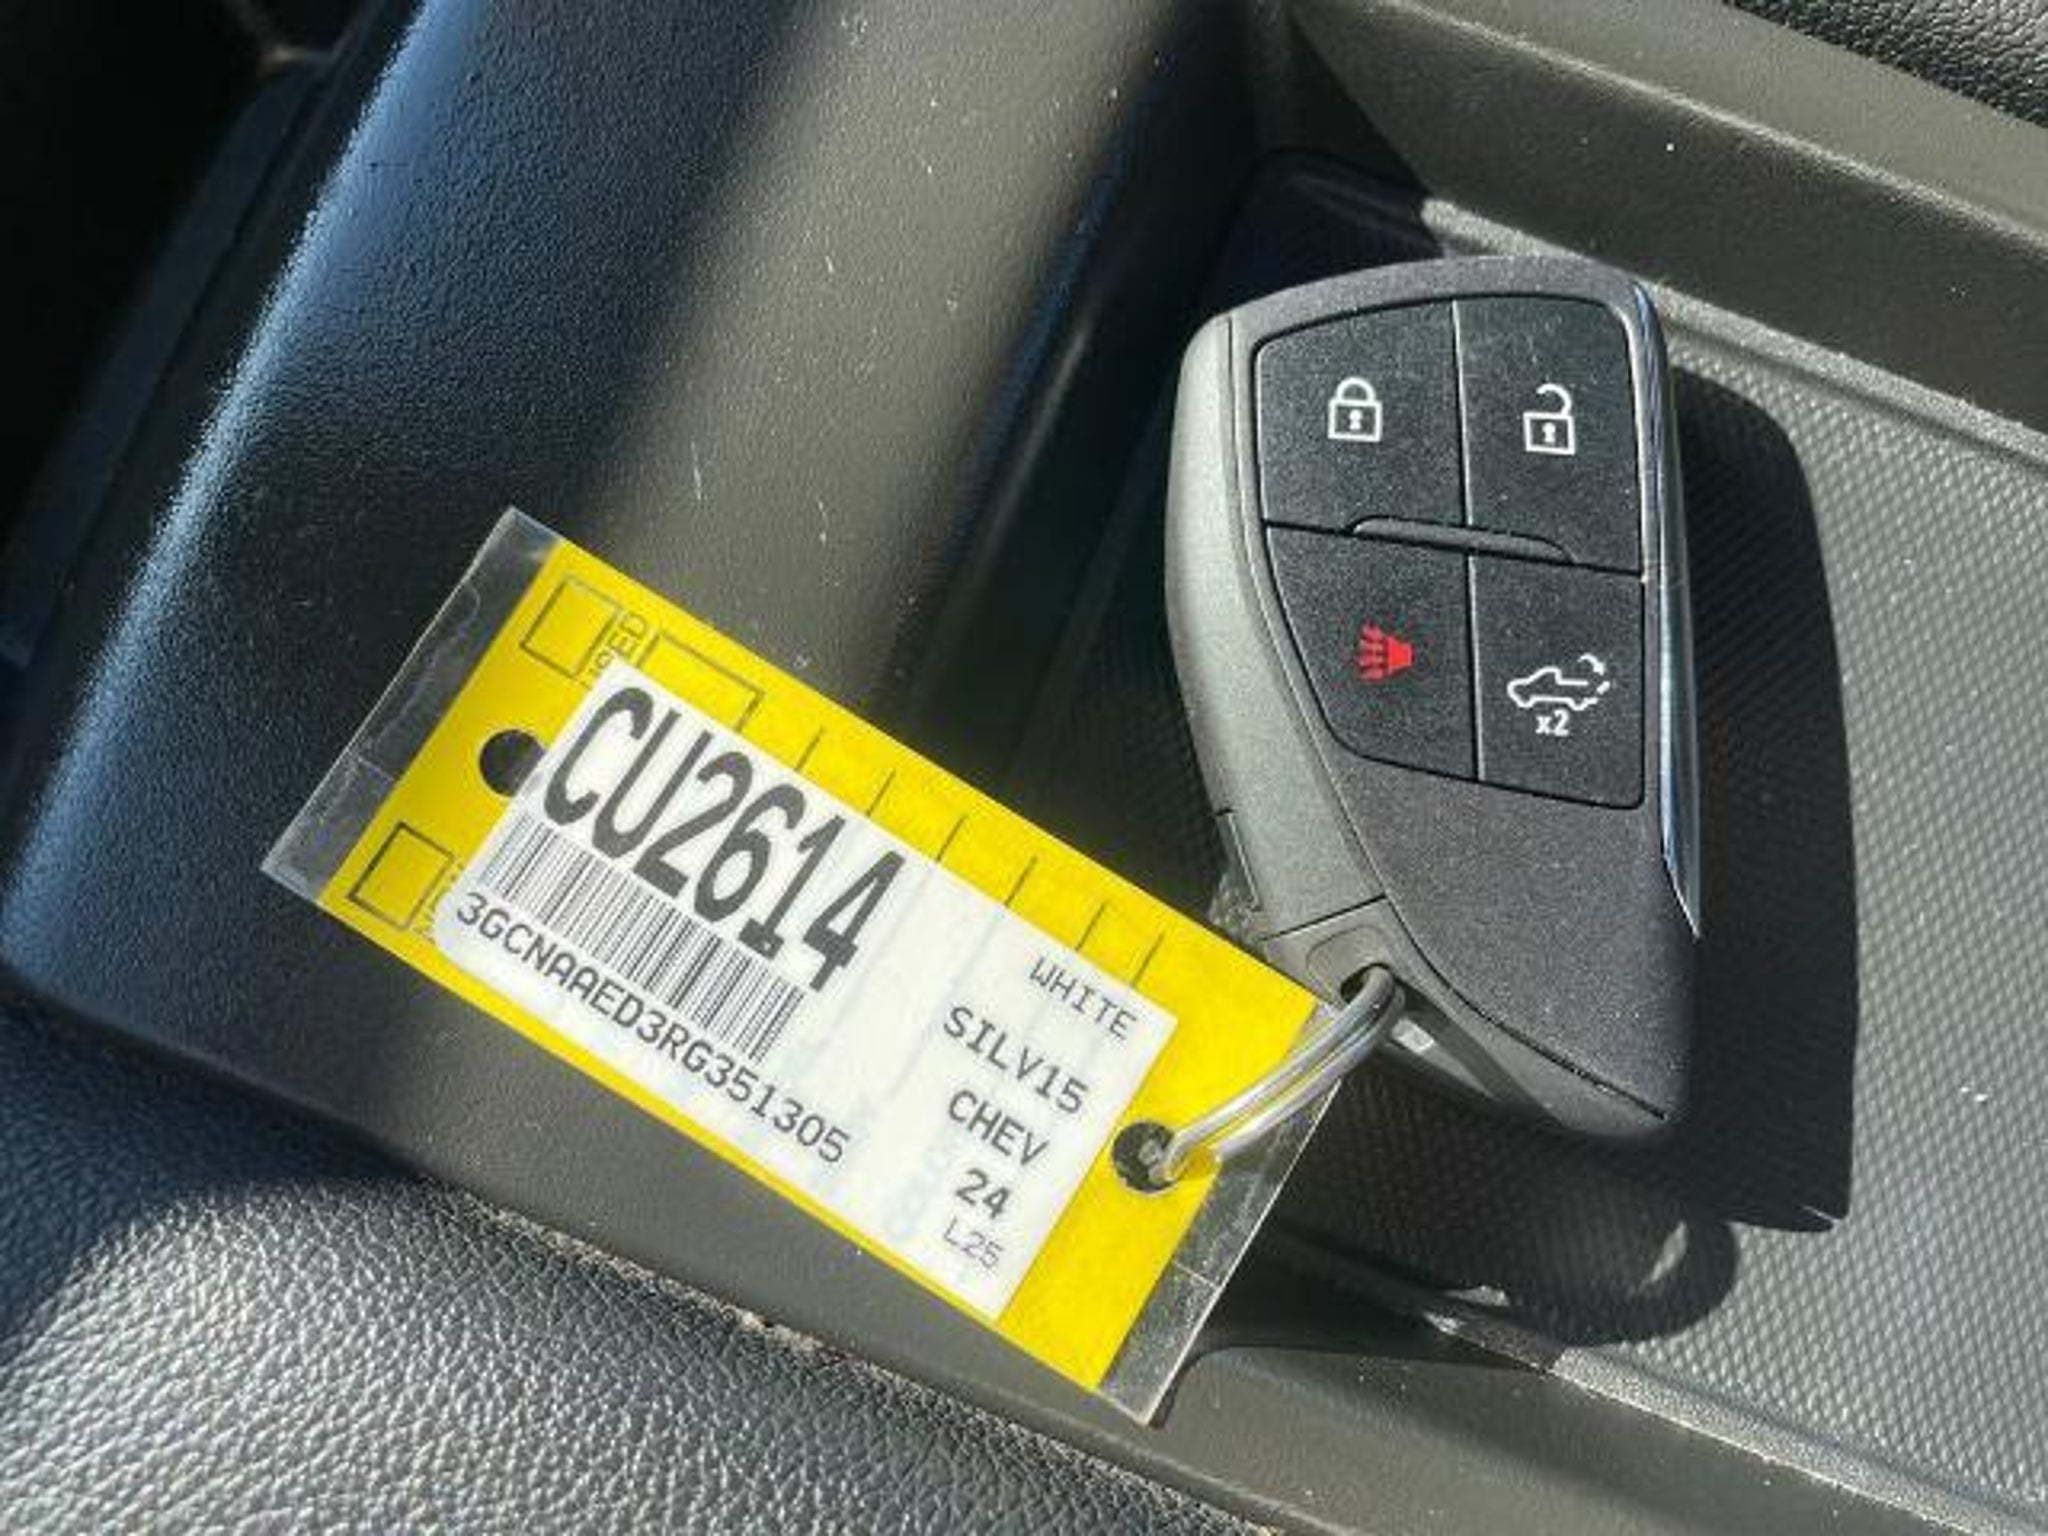 CU2614
3GCNAAED3RG351305
WHITE
SILV15
CHEV
24
L25
x2